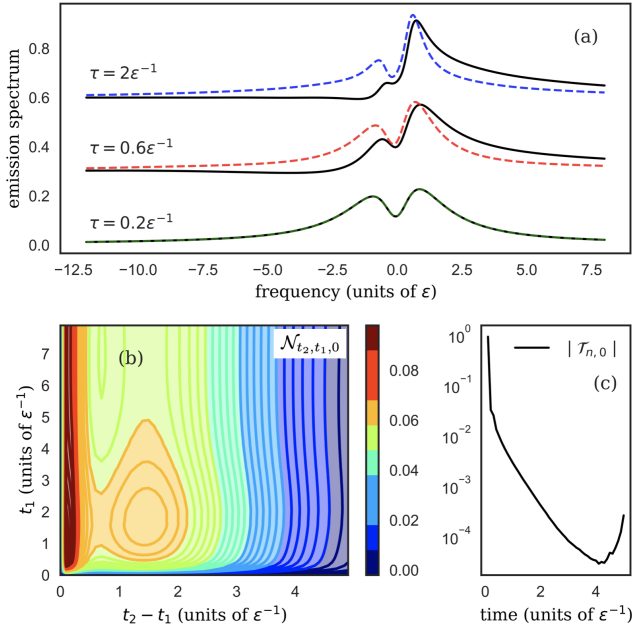 (a)
0.8
0.6
0.4
0.2
0.0
emission spectrum
τ = 2ε⁻¹
τ = 0.6ε⁻¹
τ = 0.2ε⁻¹
−12.5 −10.0 −7.5 −5.0 −2.5 0.0 2.5 5.0 7.5
frequency (units of ε)
(b)
𝒩t₂,t₁,0
7
6
5
4
3
2
1
0
t₁ (units of ε⁻¹)
0 1 2 3 4
t₂ − t₁ (units of ε⁻¹)
0.08
0.06
0.04
0.02
0.00
| 𝒯n,0 |
(c)
10⁰
10⁻¹
10⁻²
10⁻³
10⁻⁴
0 2 4
time (units of ε⁻¹)